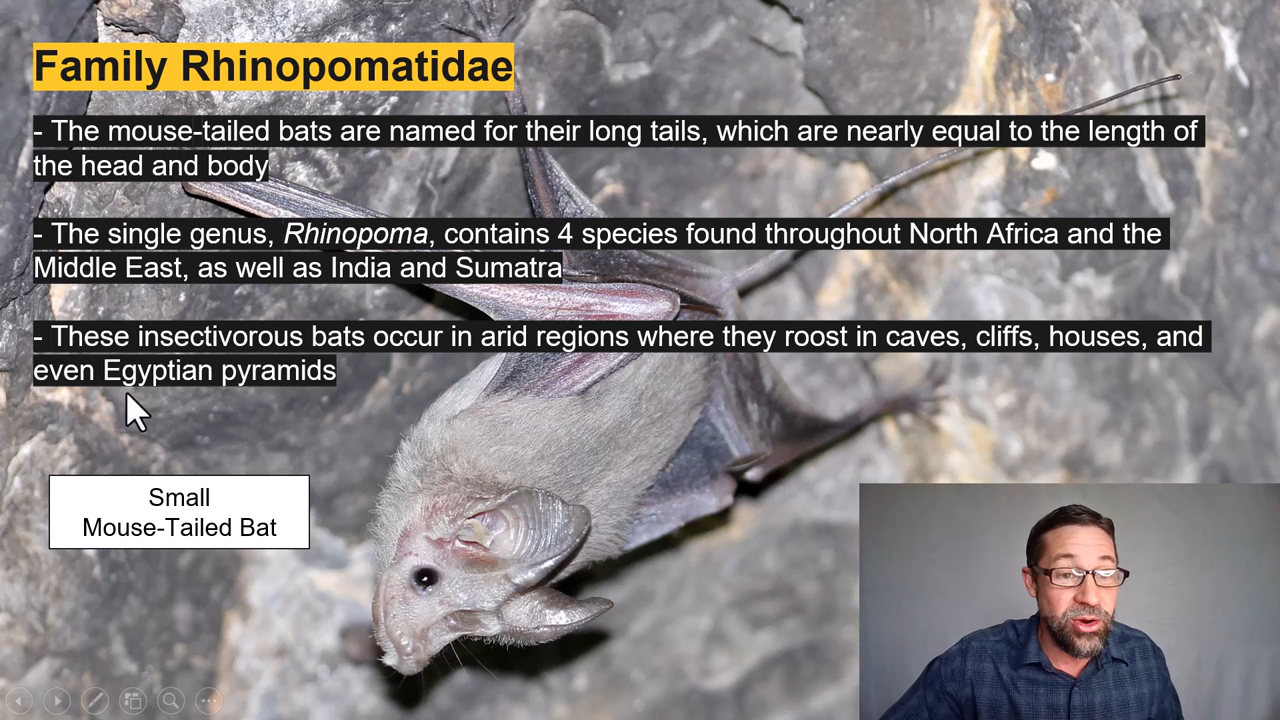 Family Rhinopomatidae
- The mouse-tailed bats are named for their long tails, which are nearly equal to the length of
the head and body
- The single genus, Rhinopoma, contains 4 species found throughout North Africa and the
Middle East, as well as India and Sumatra
- These insectivorous bats occur in arid regions where they roost in caves, cliffs, houses, and
even Egyptian pyramids
Small
Mouse-Tailed Bat